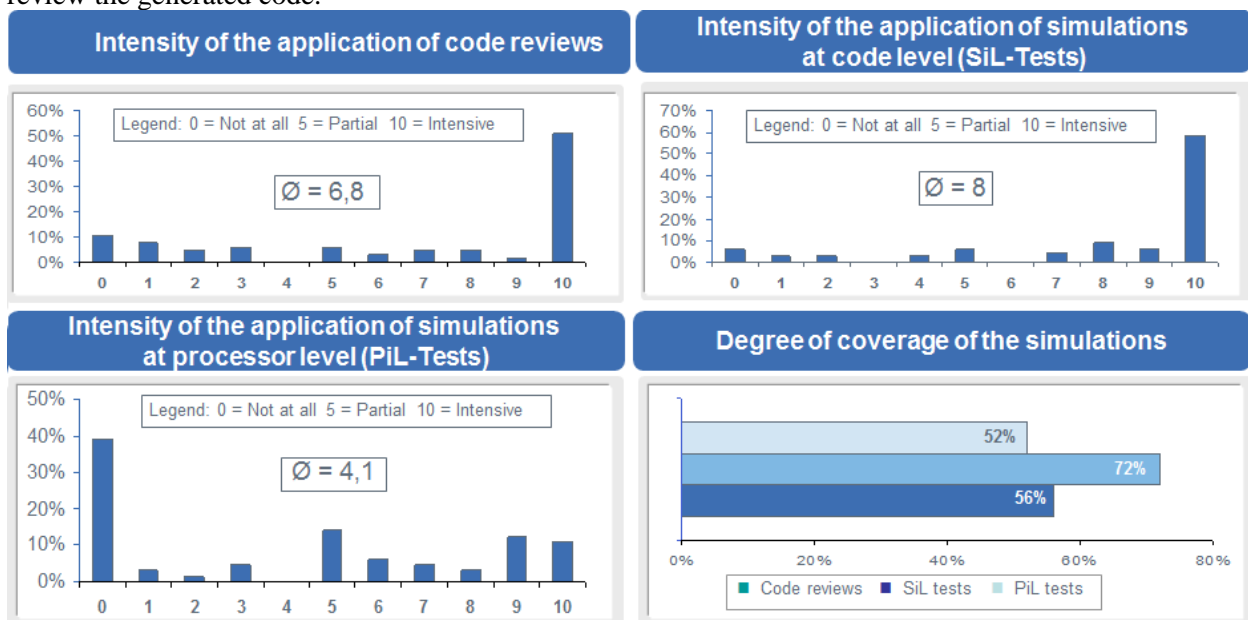 review the generated code.
Intensity of the application of code reviews
60%
50%
40%
30%
20%
10%
0%
Legend: 0 = Not at all 5 = Partial 10 = Intensive
Ø = 6,8
0 1 2 3 4 5 6 7 8 9 10
Intensity of the application of simulations
at code level (SiL-Tests)
70%
60%
50%
40%
30%
20%
10%
0%
Legend: 0 = Not at all 5 = Partial 10 = Intensive
Ø = 8
0 1 2 3 4 5 6 7 8 9 10
Intensity of the application of simulations
at processor level (PiL-Tests)
50%
40%
30%
20%
10%
0%
Legend: 0 = Not at all 5 = Partial 10 = Intensive
Ø = 4,1
0 1 2 3 4 5 6 7 8 9 10
Degree of coverage of the simulations
52%
72%
56%
0% 20% 40% 60% 80%
Code reviews SiL tests PiL tests